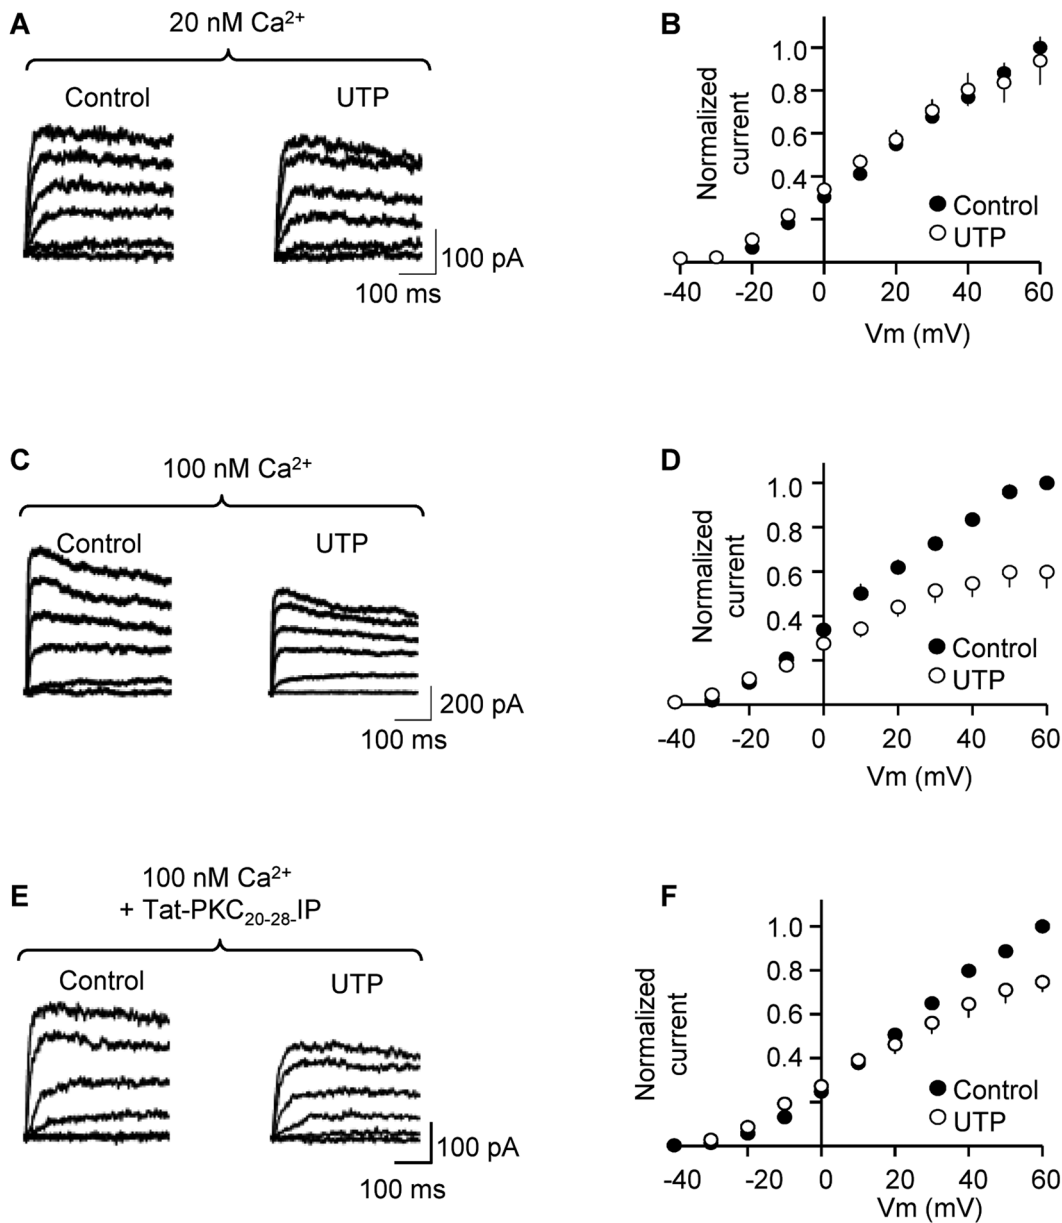 A
20 nM Ca²⁺
Control
UTP
100 pA
100 ms
B
Normalized
current
1.0
0.8
0.6
0.4
Control
UTP
-40
-20
0
20
40
60
Vm (mV)
C
100 nM Ca²⁺
Control
UTP
200 pA
100 ms
D
Normalized
current
1.0
0.8
0.6
0.4
Control
UTP
-40
-20
0
20
40
60
Vm (mV)
E
100 nM Ca²⁺
+ Tat-PKC₂₀₋₂₈₋IP
Control
UTP
100 pA
100 ms
F
Normalized
current
1.0
0.8
0.6
0.4
Control
UTP
-40
-20
0
20
40
60
Vm (mV)